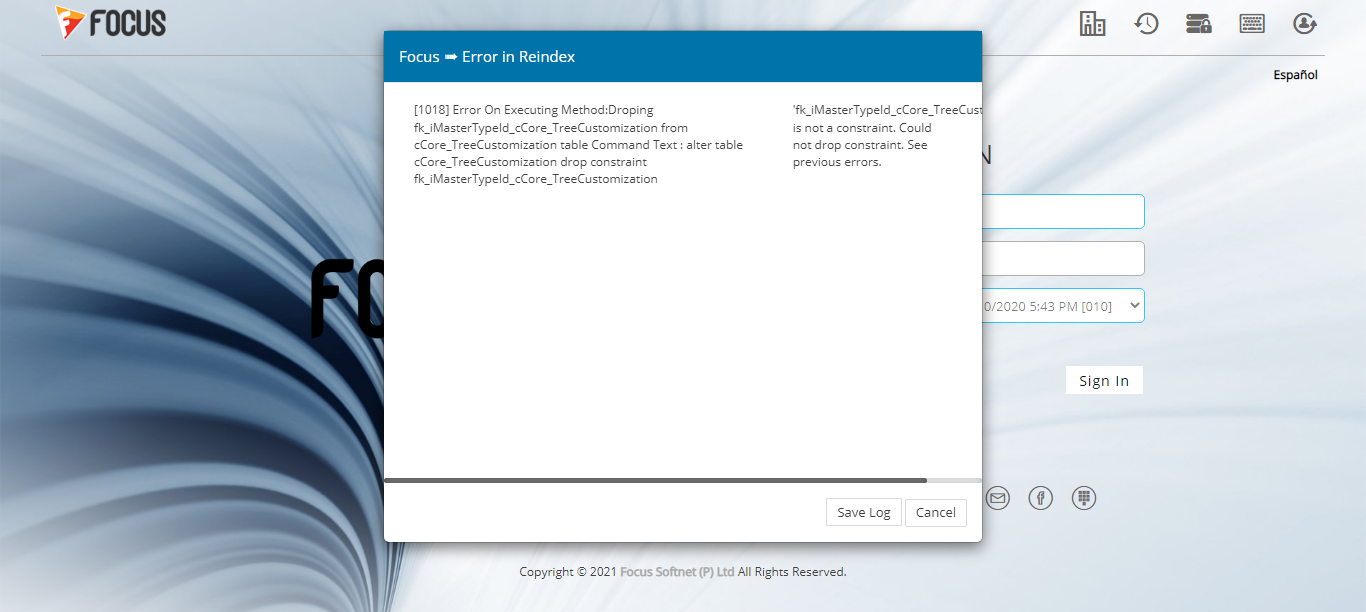 FOCUS
Español
Focus ➡ Error in Reindex
[1018] Error On Executing Method:Droping
fk_iMasterTypeId_cCore_TreeCustomization from
cCore_TreeCustomization table Command Text : alter table
cCore_TreeCustomization drop constraint
fk_iMasterTypeId_cCore_TreeCustomization
'fk_iMasterTypeId_cCore_TreeCust
is not a constraint. Could
not drop constraint. See
previous errors.
N
FO
0/2020 5:43 PM [010]
Sign In
Save Log
Cancel
Copyright © 2021 Focus Softnet (P) Ltd All Rights Reserved.